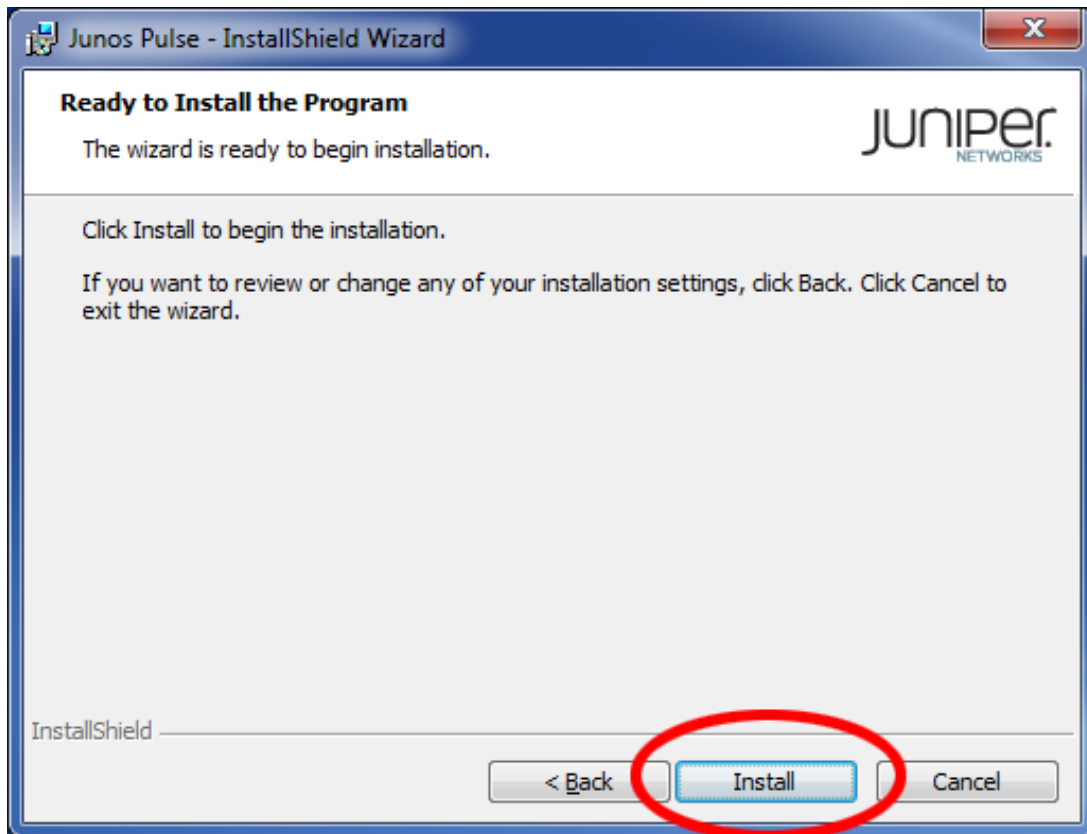 Junos Pulse - InstallShield Wizard
X
Ready to Install the Program
The wizard is ready to begin installation.
JUNIPer
NETWORKS
Click Install to begin the installation.
If you want to review or change any of your installation settings, click Back. Click Cancel to
exit the wizard.
InstallShield
< Back
Install
Cancel